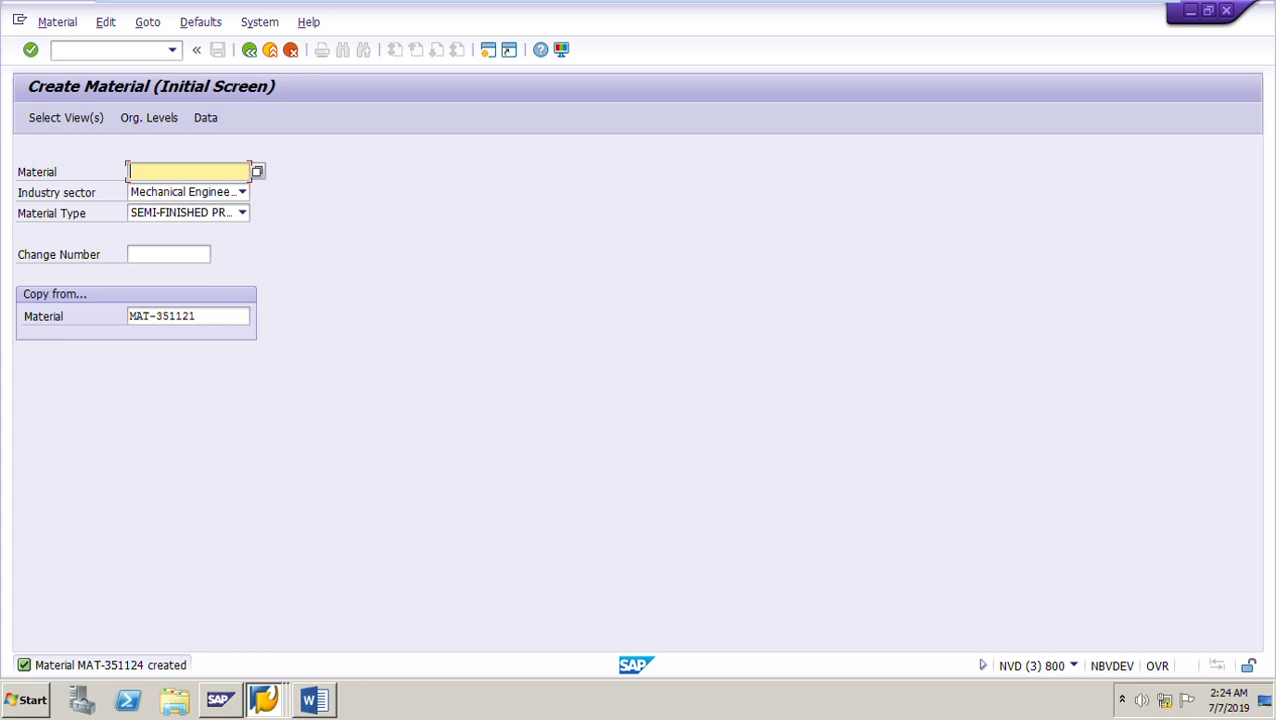 Material Edit Goto Defaults System Help
Create Material (Initial Screen)
Select View(s) Org. Levels Data
Material
Industry sector Mechanical Enginee...
Material Type SEMI-FINISHED PR...
Change Number
Copy from...
Material MAT-351121
Material MAT-351124 created
SAP
NVD (3) 800 NBVDEV OVR
Start
SAP
W
2:24 AM
7/7/2019